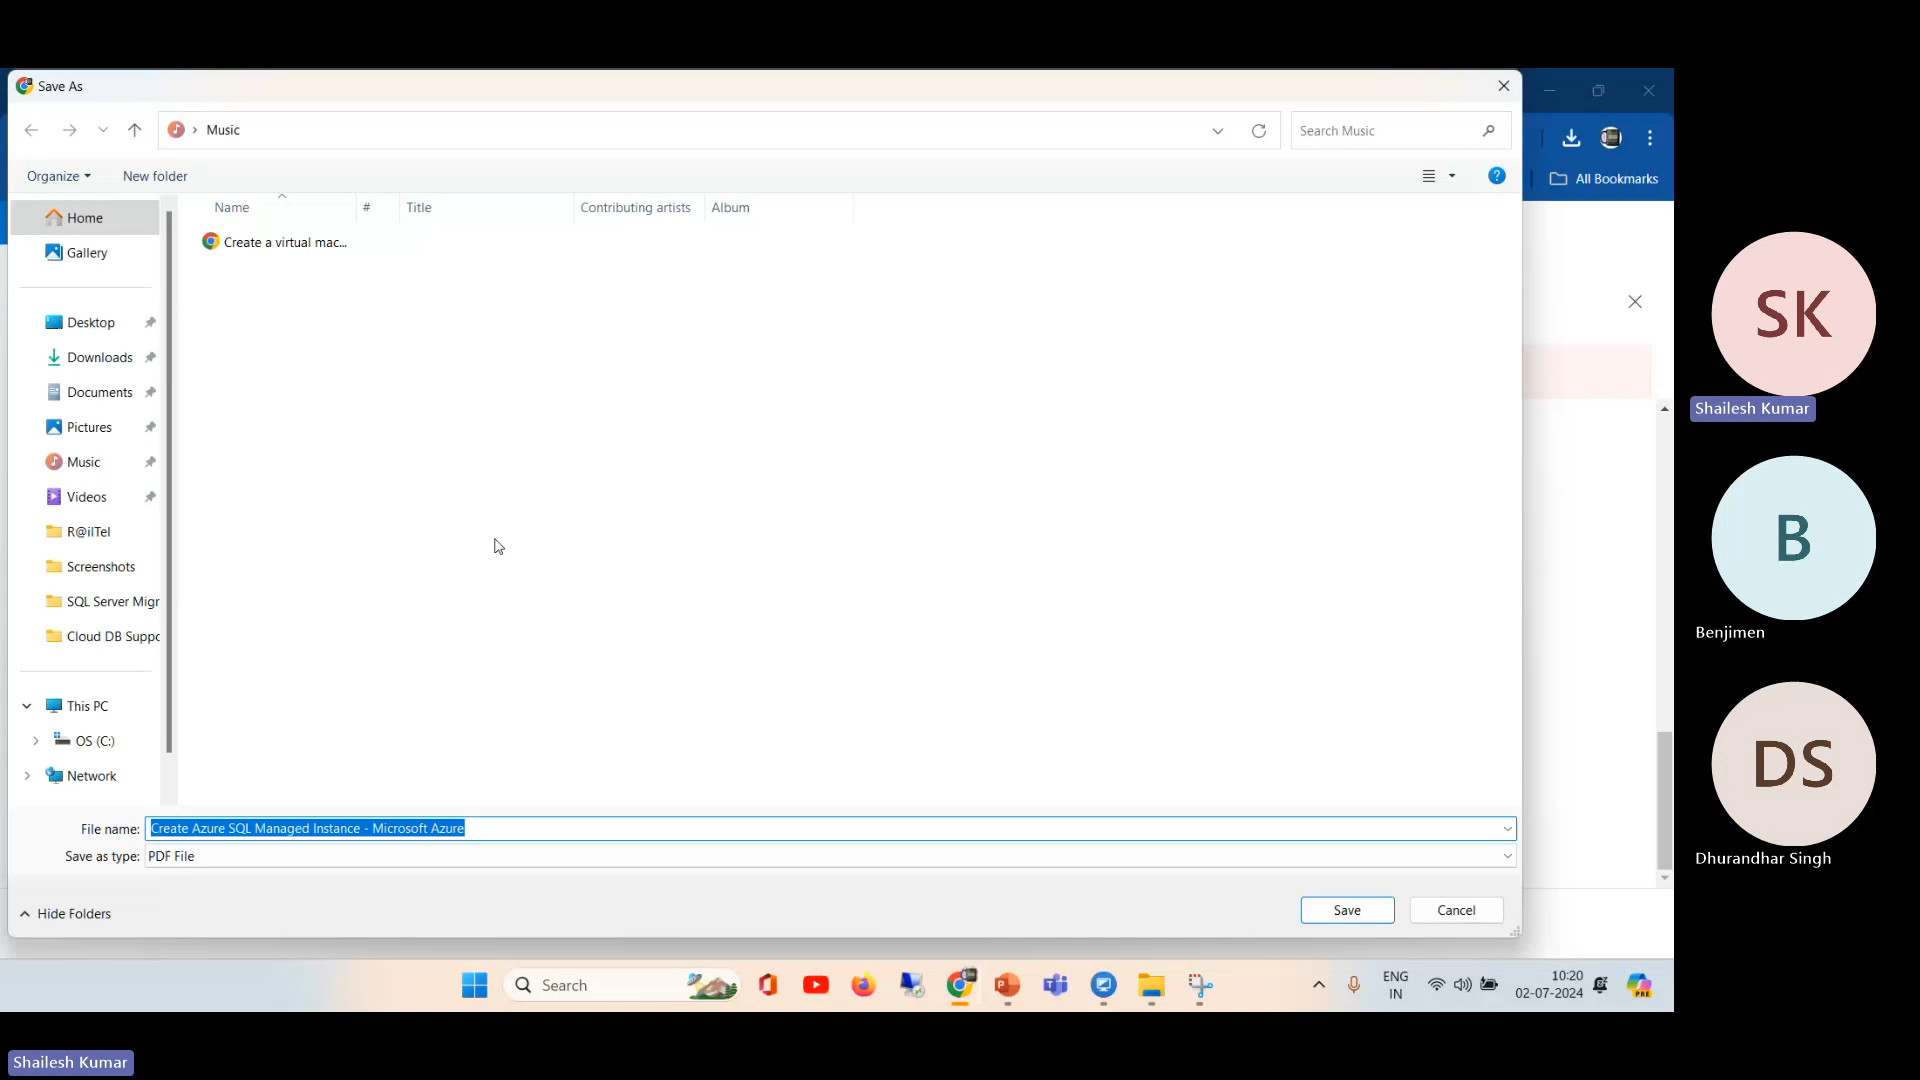 Save As
Music
Search Music
Organize
New folder
All Bookmarks
Name
#
Title
Contributing artists
Album
Home
Create a virtual mac...
Gallery
Desktop
Downloads
Documents
Pictures
Music
Videos
R@ilTel
Screenshots
SQL Server Migr
Cloud DB Suppo
This PC
OS (C:)
Network
File name: Create Azure SQL Managed Instance - Microsoft Azure
Save as type: PDF File
Hide Folders
Save
Cancel
SK
Shailesh Kumar
B
Benjimen
DS
Dhurandhar Singh
Search
ENG
IN
10:20
02-07-2024
PRE
Shailesh Kumar